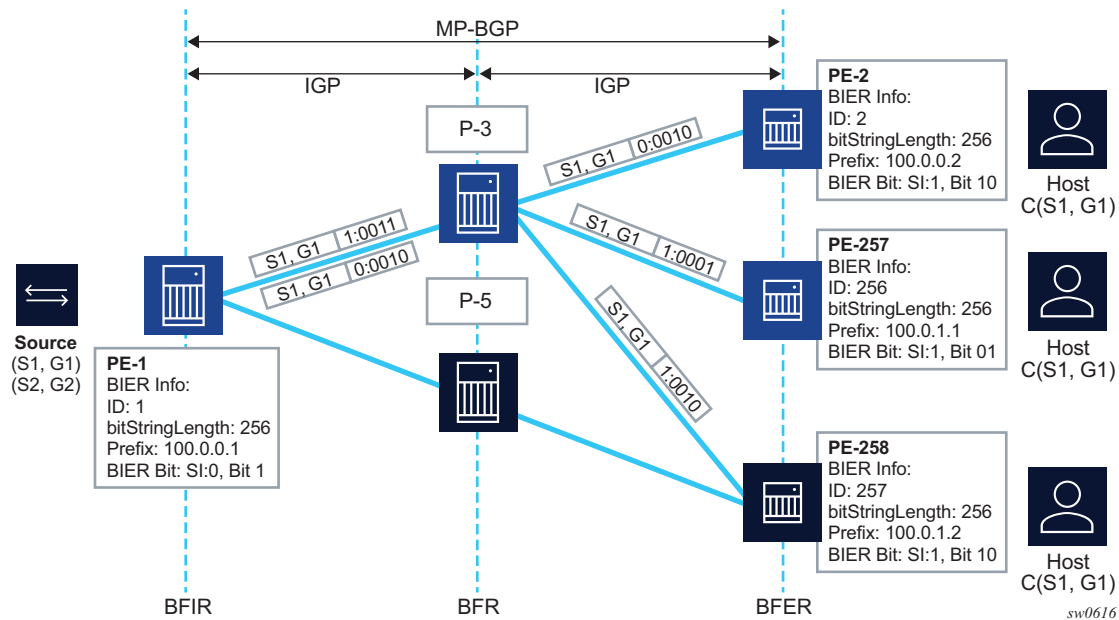 MP-BGP
IGP
IGP
PE-2
BIER Info:
ID: 2
bitStringLength: 256
Prefix: 100.0.0.2
BIER Bit: SI:1, Bit 10
Host
C(S1, G1)
P-3
S1, G1 0:0010
S1, G1 1:0011
S1, G1 0:0010
S1, G1 1:0001
S1, G1 1:0010
PE-257
BIER Info:
ID: 256
bitStringLength: 256
Prefix: 100.0.1.1
BIER Bit: SI:1, Bit 01
Host
C(S1, G1)
P-5
Source
(S1, G1)
(S2, G2)
PE-1
BIER Info:
ID: 1
bitStringLength: 256
Prefix: 100.0.0.1
BIER Bit: SI:0, Bit 1
PE-258
BIER Info:
ID: 257
bitStringLength: 256
Prefix: 100.0.1.2
BIER Bit: SI:1, Bit 10
Host
C(S1, G1)
BFIR
BFR
BFER
sw0616